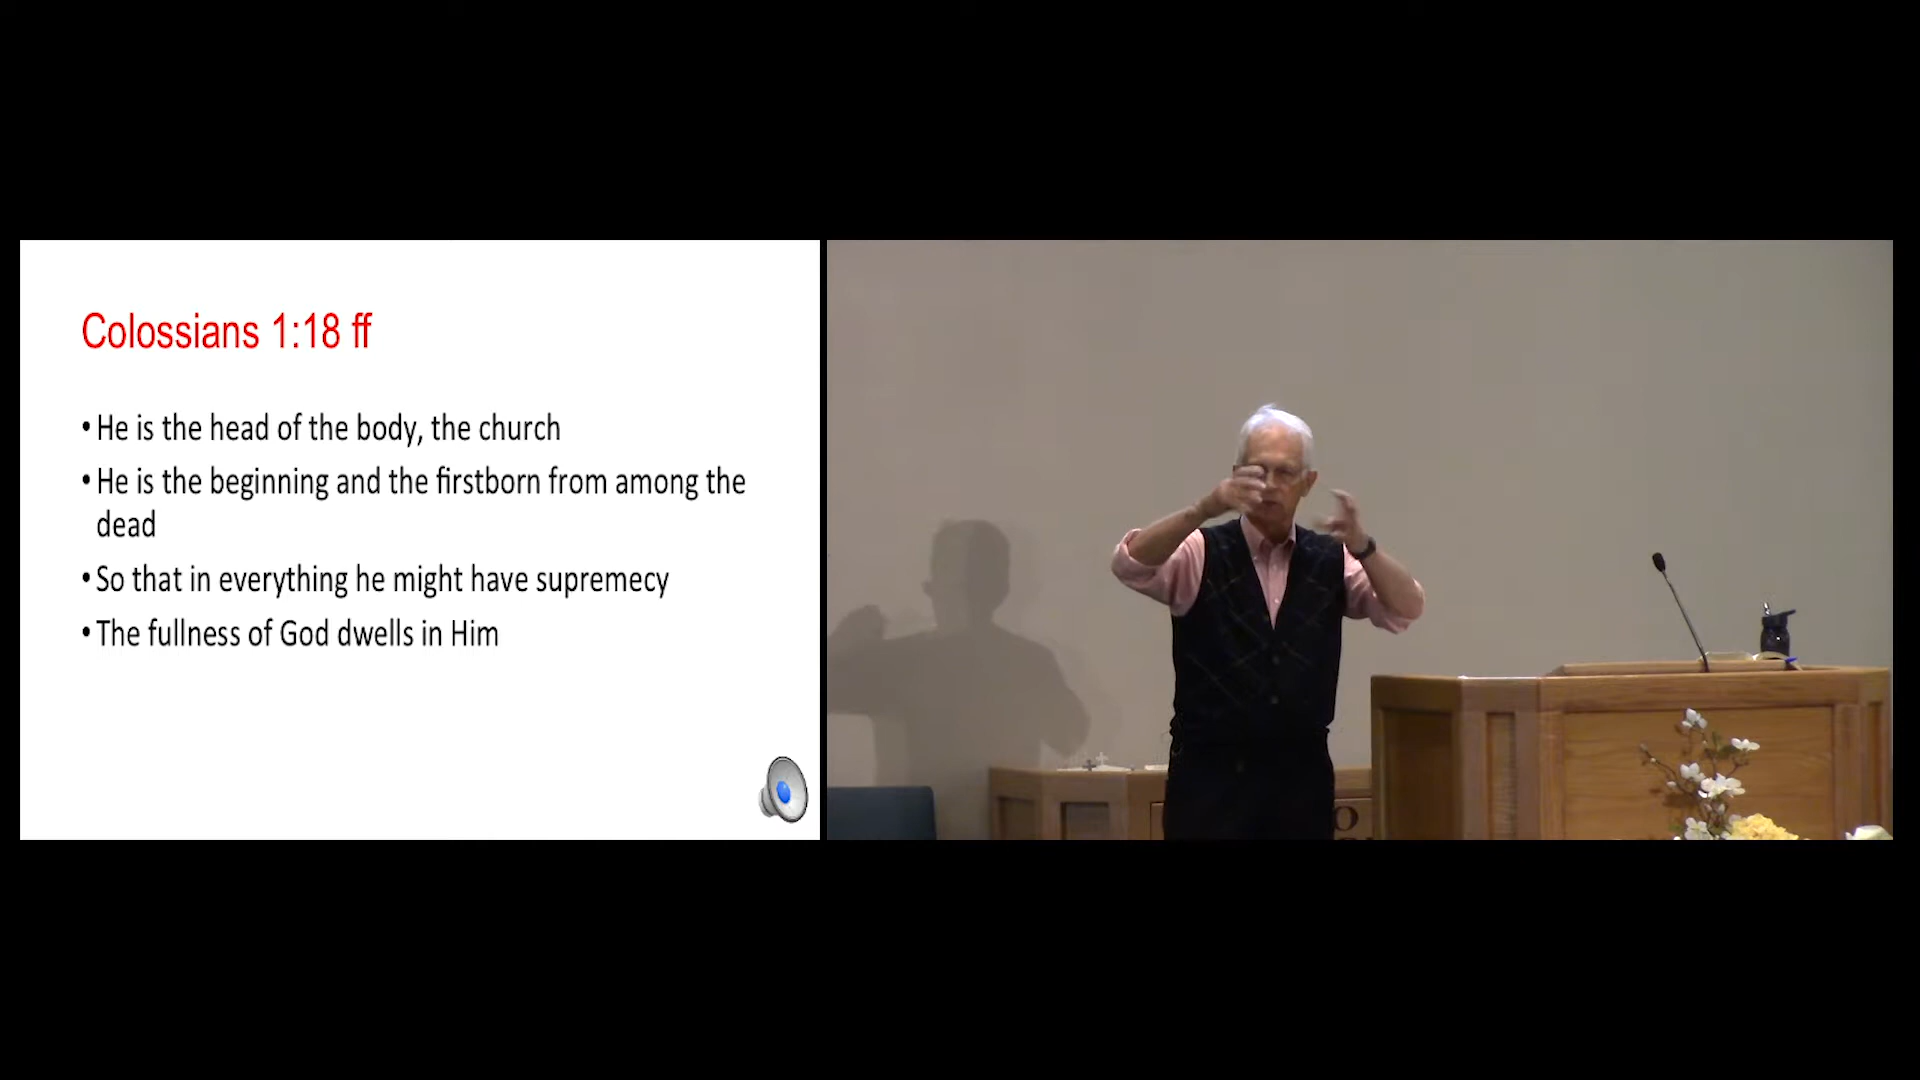 Colossians 1:18 ff
•He is the head of the body, the church
•He is the beginning and the firstborn from among the
dead
•So that in everything he might have supremecy
•The fullness of God dwells in Him
O